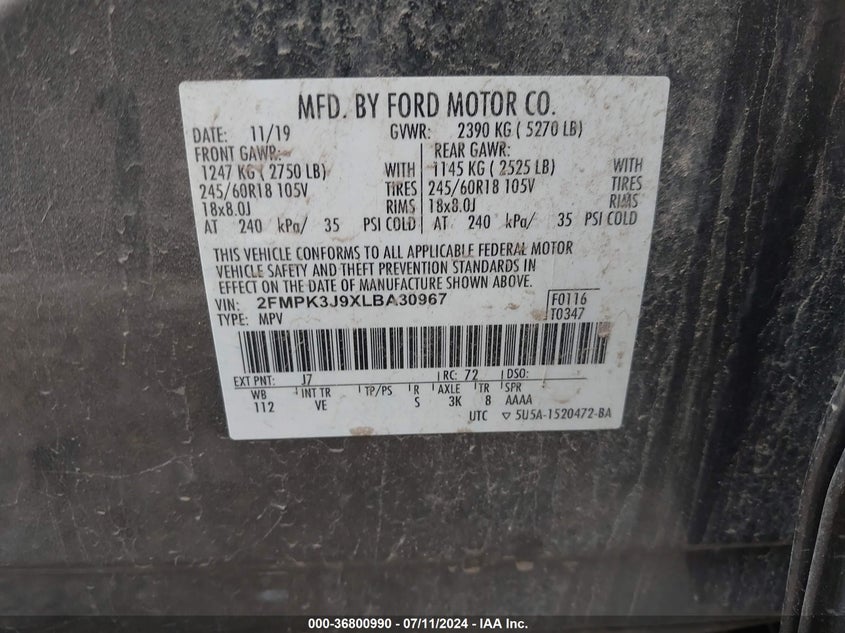 MFD. BY FORD MOTOR CO.
DATE: 11/19 GVWR: 2390 KG ( 5270 LB)
FRONT GAWR: REAR GAWR:
1247 KG ( 2750 LB) WITH 1145 KG ( 2525 LB) WITH
245/60R18 105V TIRES 245/60R18 105V TIRES
18x8.0J RIMS 18x8.0J RIMS
AT 240 kPa/ 35 PSI COLD AT 240 kPa/ 35 PSI COLD
THIS VEHICLE CONFORMS TO ALL APPLICABLE FEDERAL MOTOR
VEHICLE SAFETY AND THEFT PREVENTION STANDARDS IN
EFFECT ON THE DATE OF MANUFACTURE SHOWN ABOVE.
VIN: 2FMPK3J9XLBA30967 F0116
TYPE: MPV T0347
EXT PNT: J7 RC: 72 DSO:
WB INT TR TP/PS R AXLE TR SPR
112 VE S 3K 8 AAAA
UTC ▽ 5U5A-1520472-BA
000-36800990 - 07/11/2024 - IAA Inc.